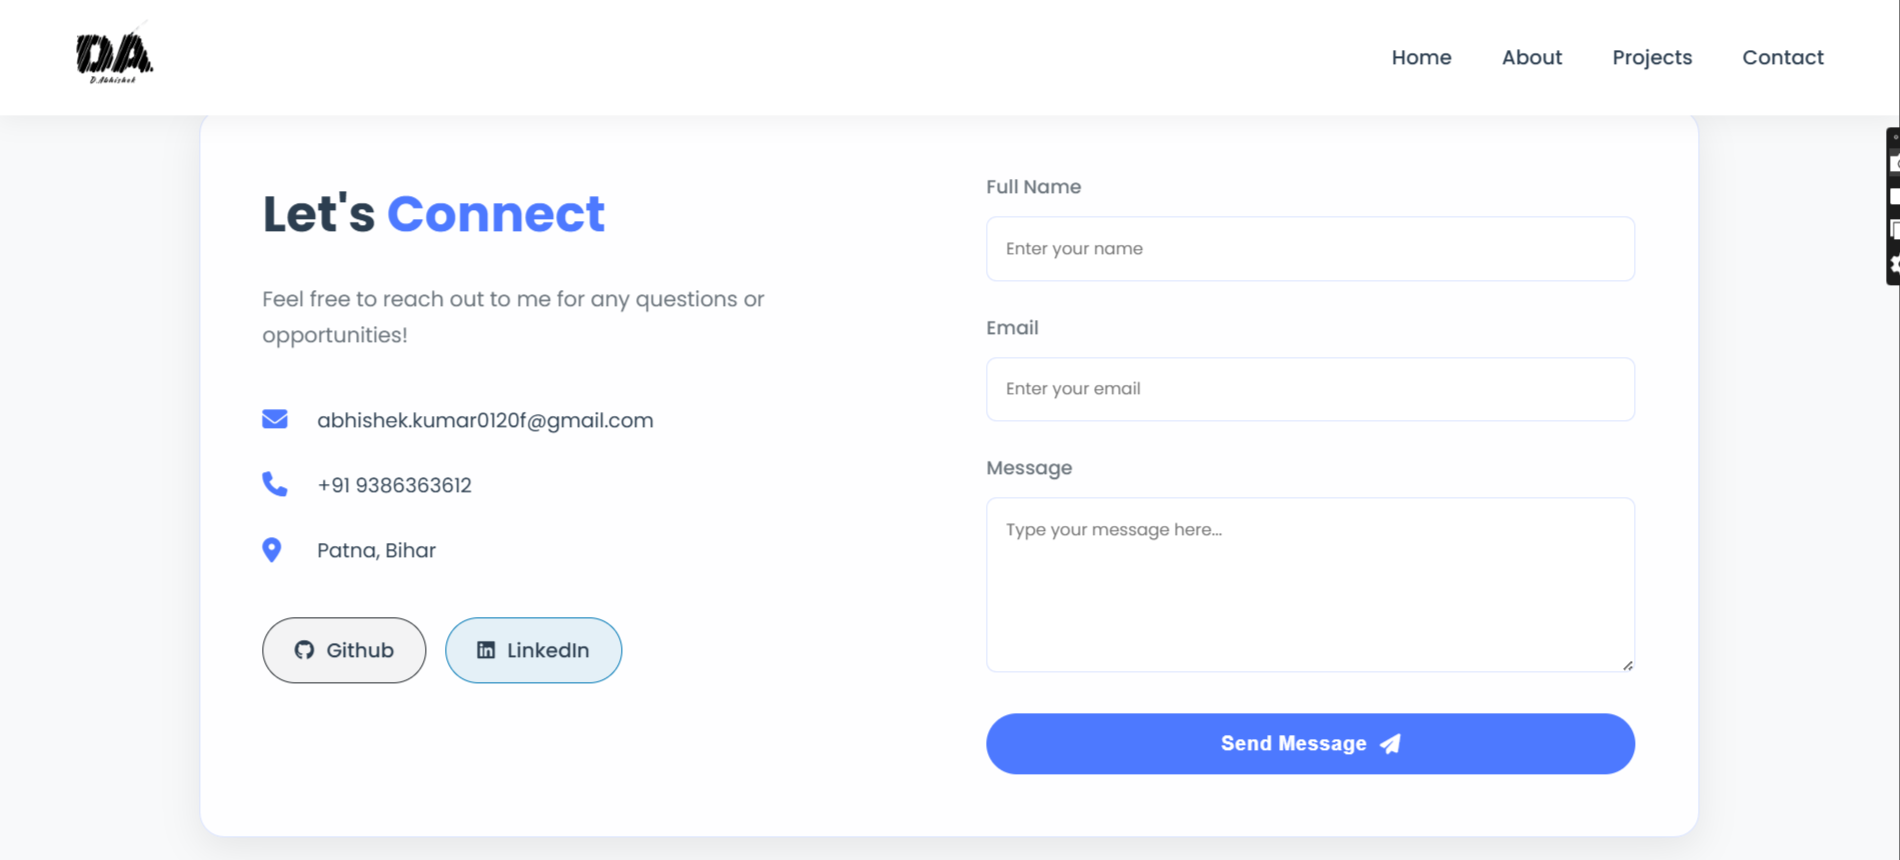 DA
D.Abhishek
Home
About
Projects
Contact
Let's Connect
Feel free to reach out to me for any questions or
opportunities!
abhishek.kumar0120f@gmail.com
+91 9386363612
Patna, Bihar
Github
LinkedIn
Full Name
Enter your name
Email
Enter your email
Message
Type your message here...
Send Message